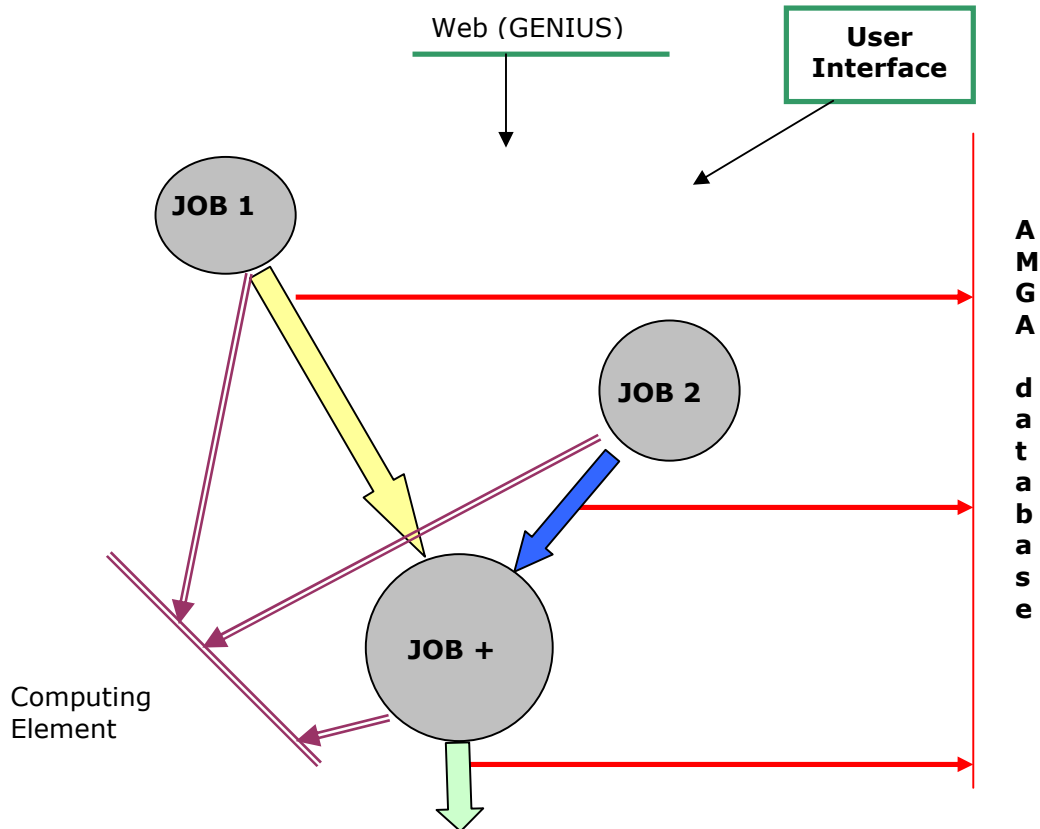 Web (GENIUS)
User
Interface
JOB 1
JOB 2
JOB +
Computing
Element
A
M
G
A
d
a
t
a
b
a
s
e